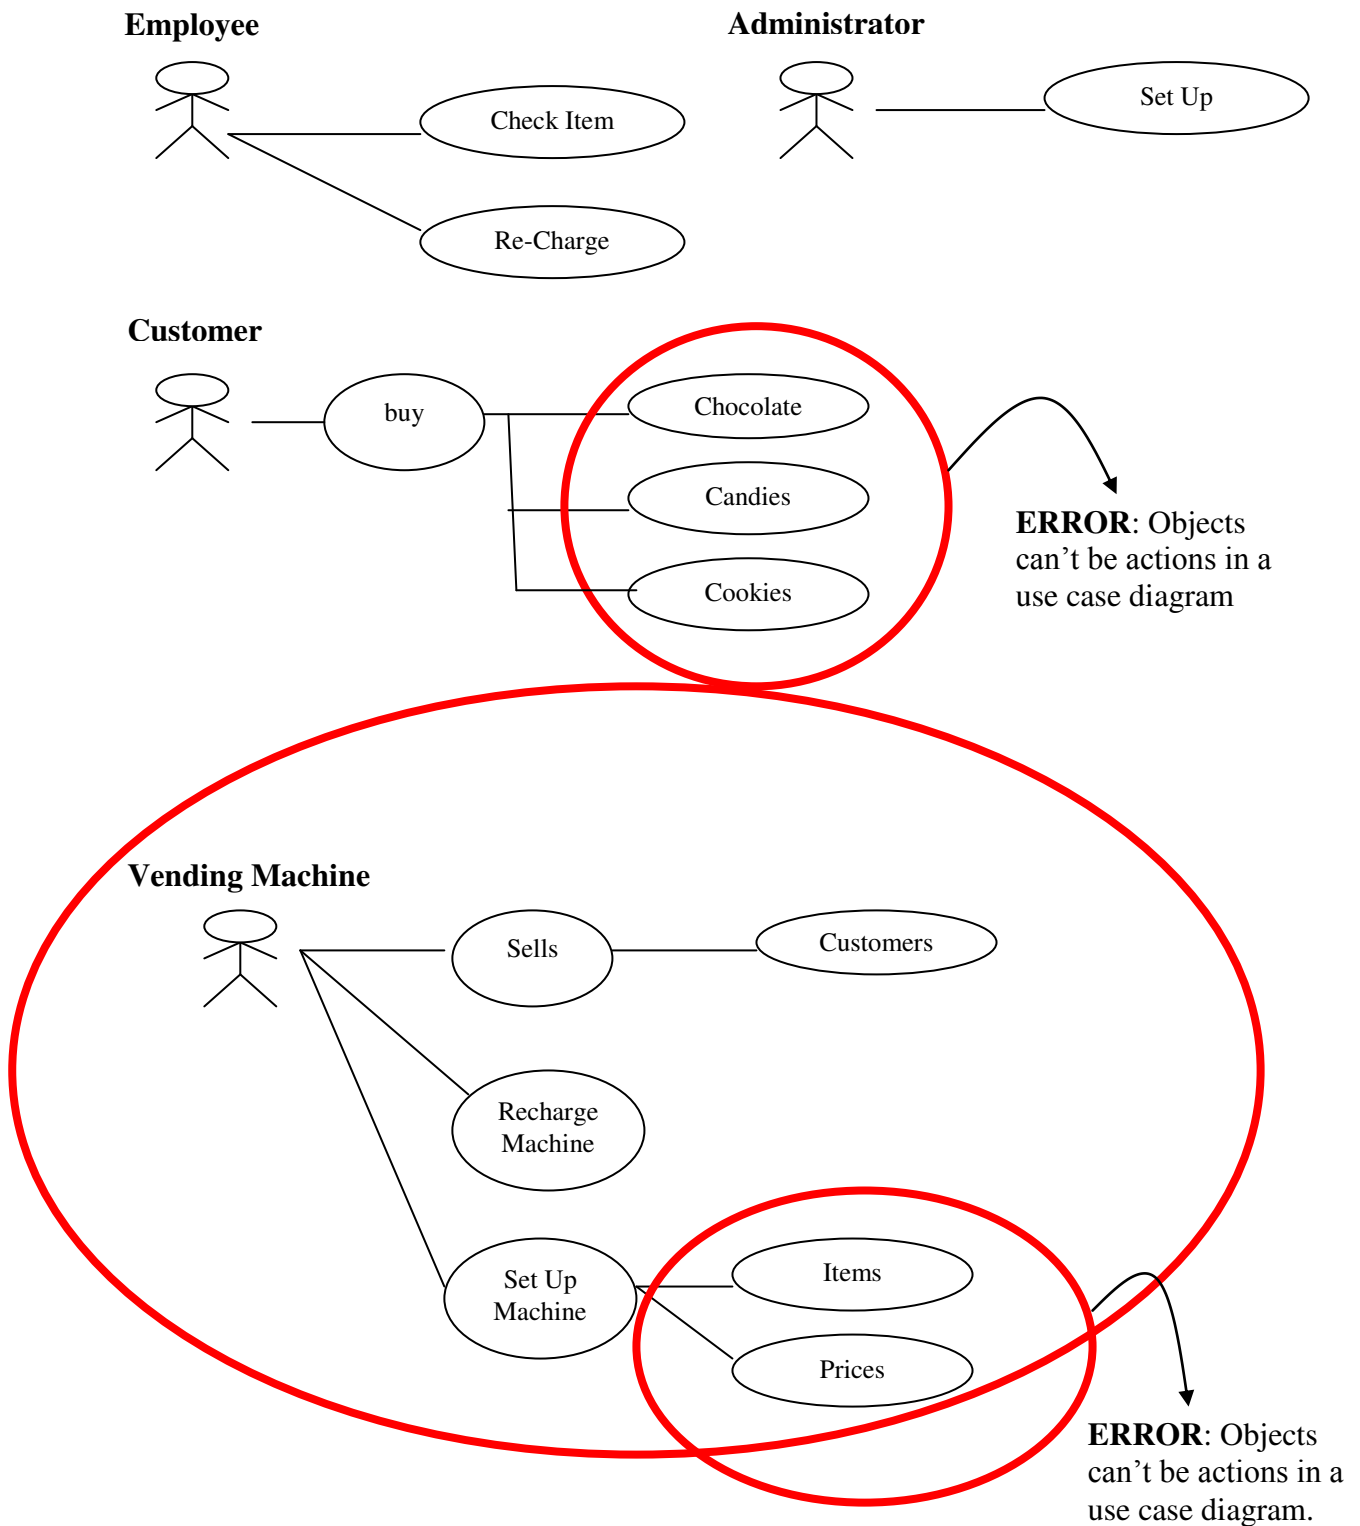 Employee
Administrator
Check Item
Set Up
Re-Charge
Customer
buy
Chocolate
Candies
Cookies
ERROR: Objects
can’t be actions in a
use case diagram
Vending Machine
Sells
Customers
Recharge
Machine
Set Up
Machine
Items
Prices
ERROR: Objects
can’t be actions in a
use case diagram.